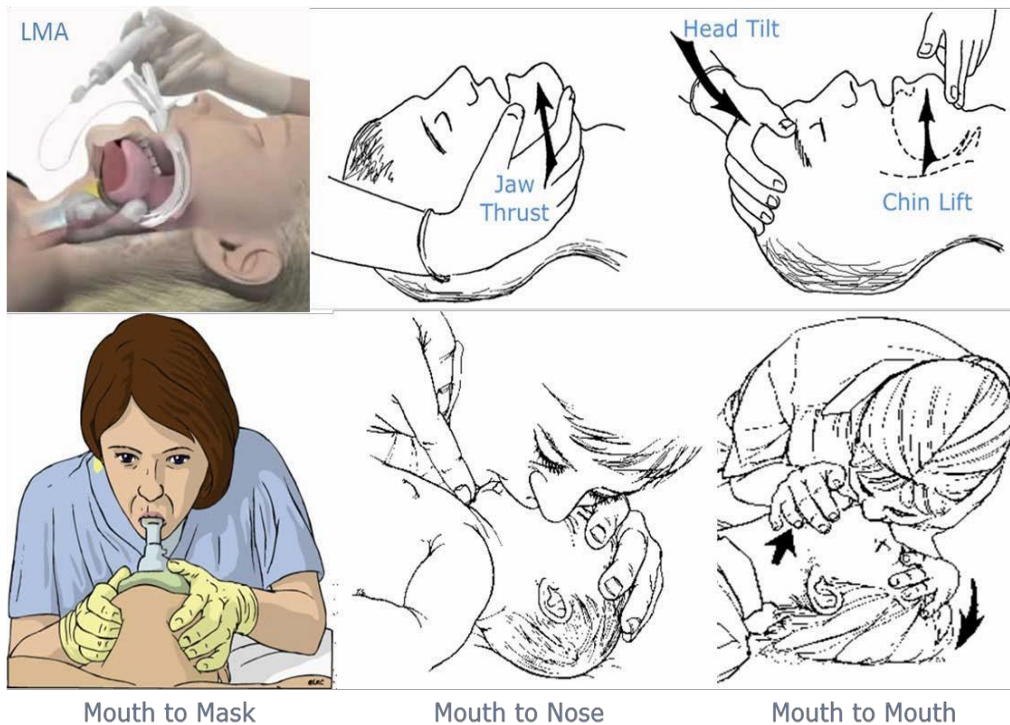 LMA
Head Tilt
Jaw
Thrust
Chin Lift
Mouth to Mask
Mouth to Nose
Mouth to Mouth